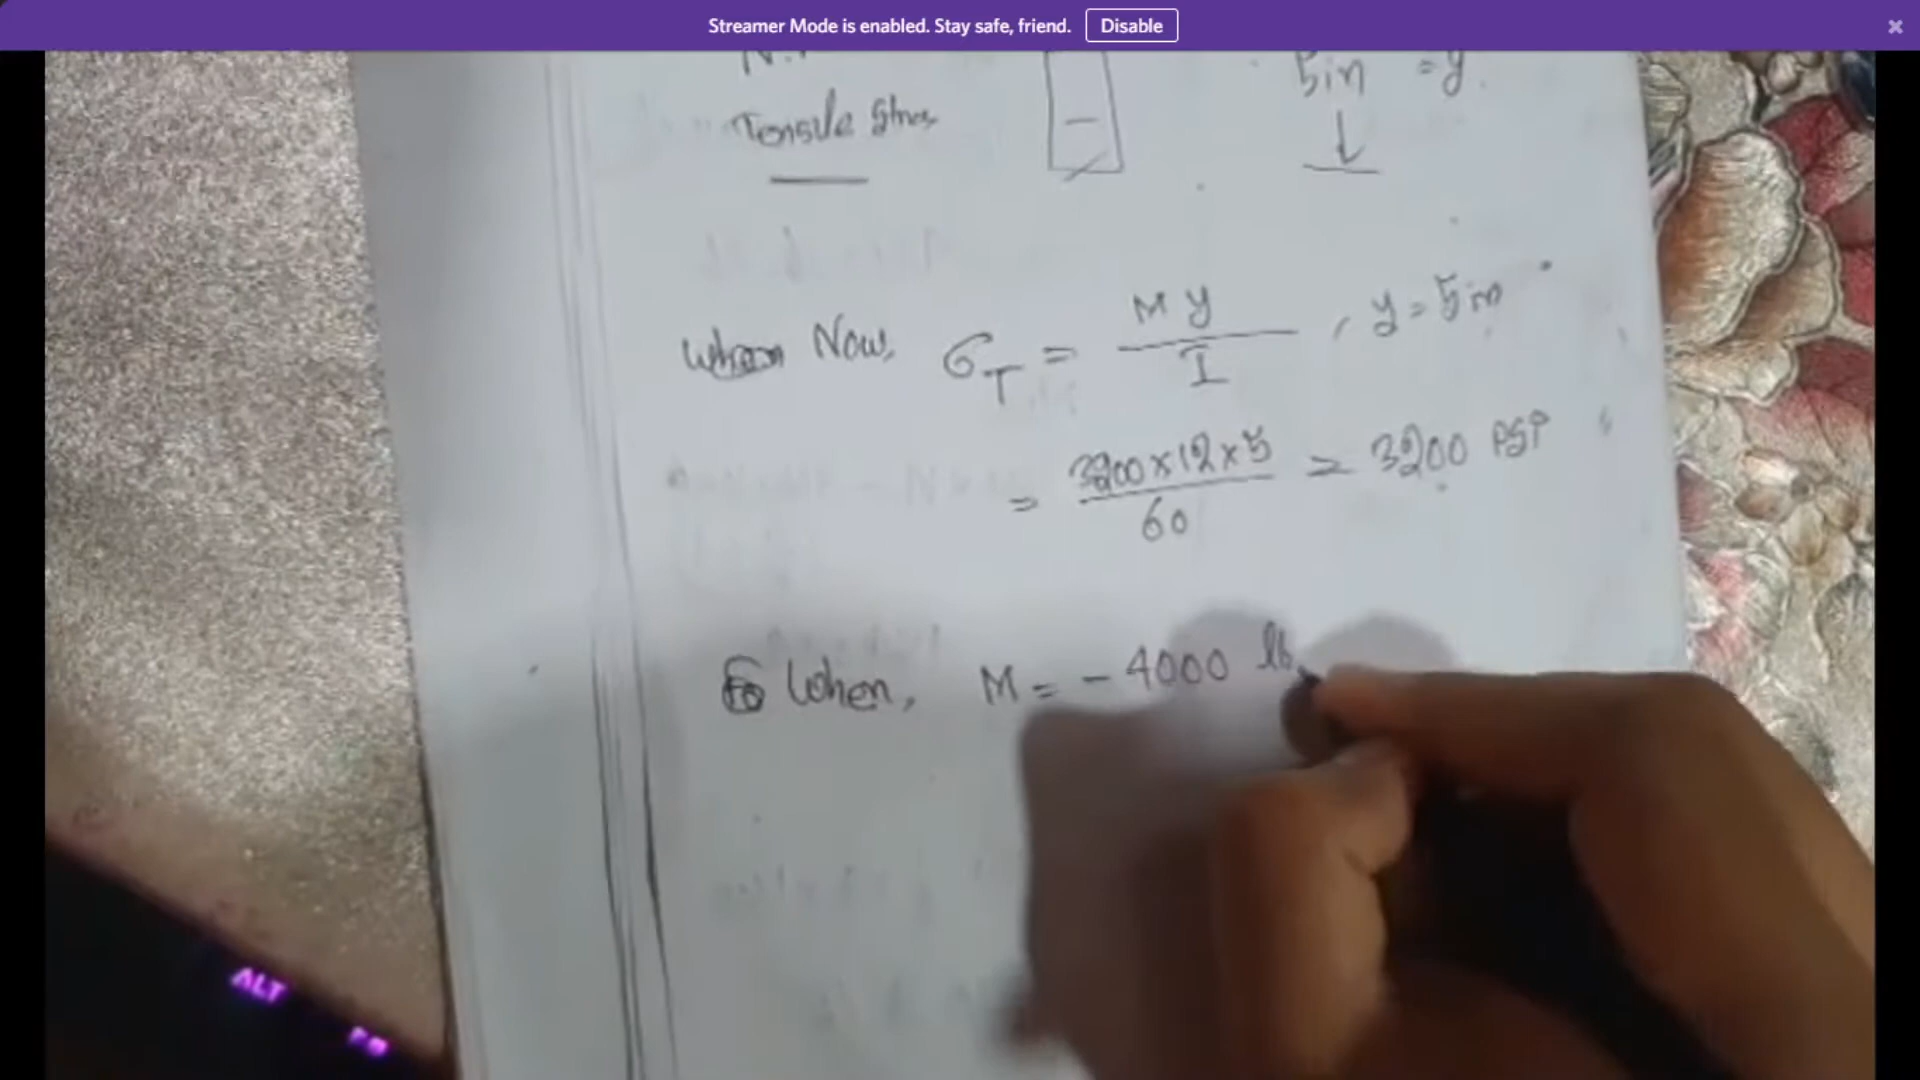 Streamer Mode is enabled. Stay safe, friend. Disable
5in = y
Tensile Stress
Now, σT = My / I , y = 5in
= 3200 x 12 x 5 / 60 = 3200 PSI
When, M = - 4000 lb
ALT